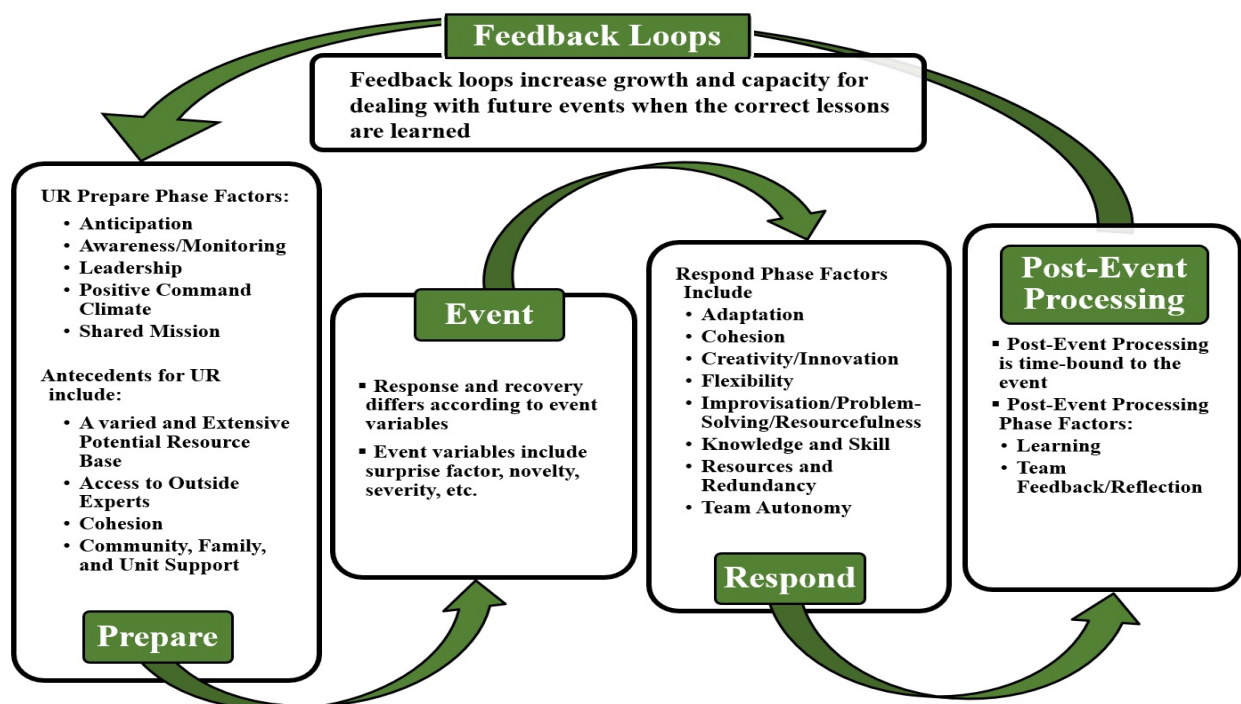 Feedback Loops
Feedback loops increase growth and capacity for
dealing with future events when the correct lessons
are learned
UR Prepare Phase Factors:
• Anticipation
• Awareness/Monitoring
• Leadership
• Positive Command
Climate
• Shared Mission
Antecedents for UR
include:
• A varied and Extensive
Potential Resource
Base
• Access to Outside
Experts
• Cohesion
• Community, Family,
and Unit Support
Prepare
Event
▪ Response and recovery
differs according to event
variables
▪ Event variables include
surprise factor, novelty,
severity, etc.
Respond Phase Factors
Include
• Adaptation
• Cohesion
• Creativity/Innovation
• Flexibility
• Improvisation/Problem-
Solving/Resourcefulness
• Knowledge and Skill
• Resources and
Redundancy
• Team Autonomy
Respond
Post-Event
Processing
▪ Post-Event Processing
is time-bound to the
event
▪ Post-Event Processing
Phase Factors:
• Learning
• Team
Feedback/Reflection